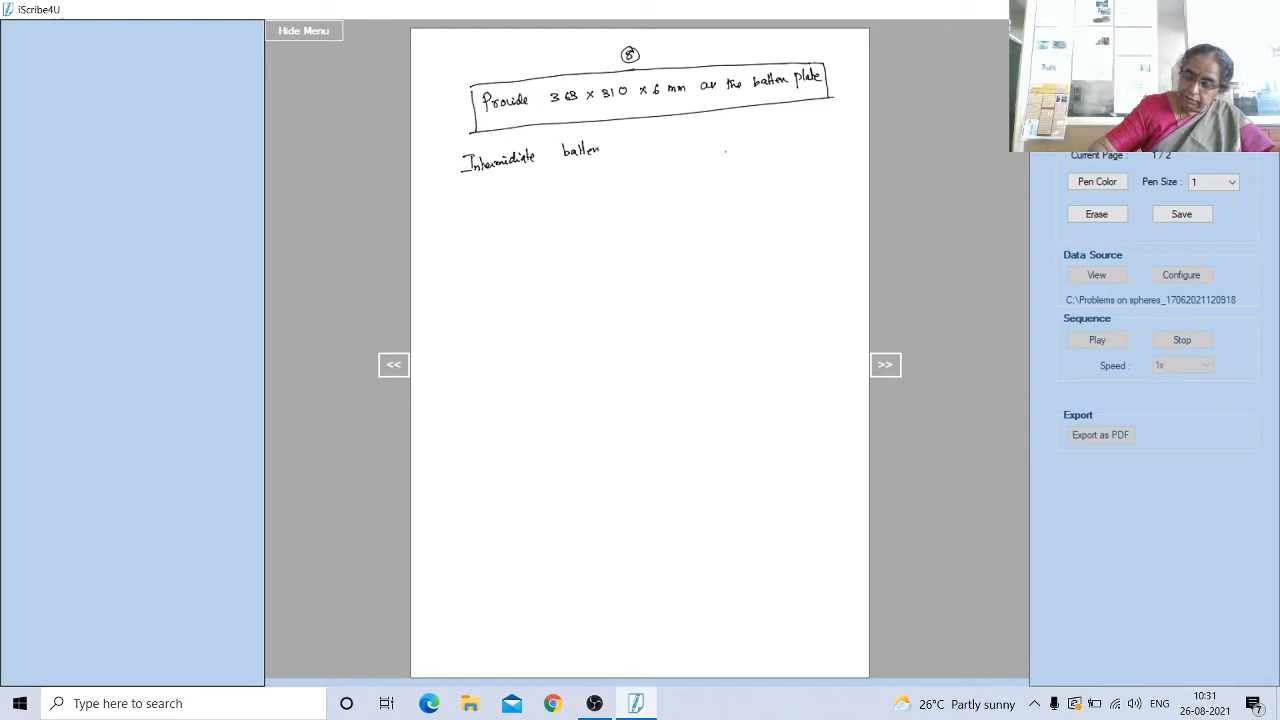 iScribe4U
Hide Menu
8
Provide 368 × 310 × 6 mm as the batten plate
Intermediate batten
<<
>>
Current Page : 1 / 2
Pen Color
Pen Size :
1
Erase
Save
Data Source
View
Configure
C:\Problems on spheres_17062021120918
Sequence
Play
Stop
Speed :
1x
Export
Export as PDF
Type here to search
26°C Partly sunny
ENG
10:31
26-08-2021
7